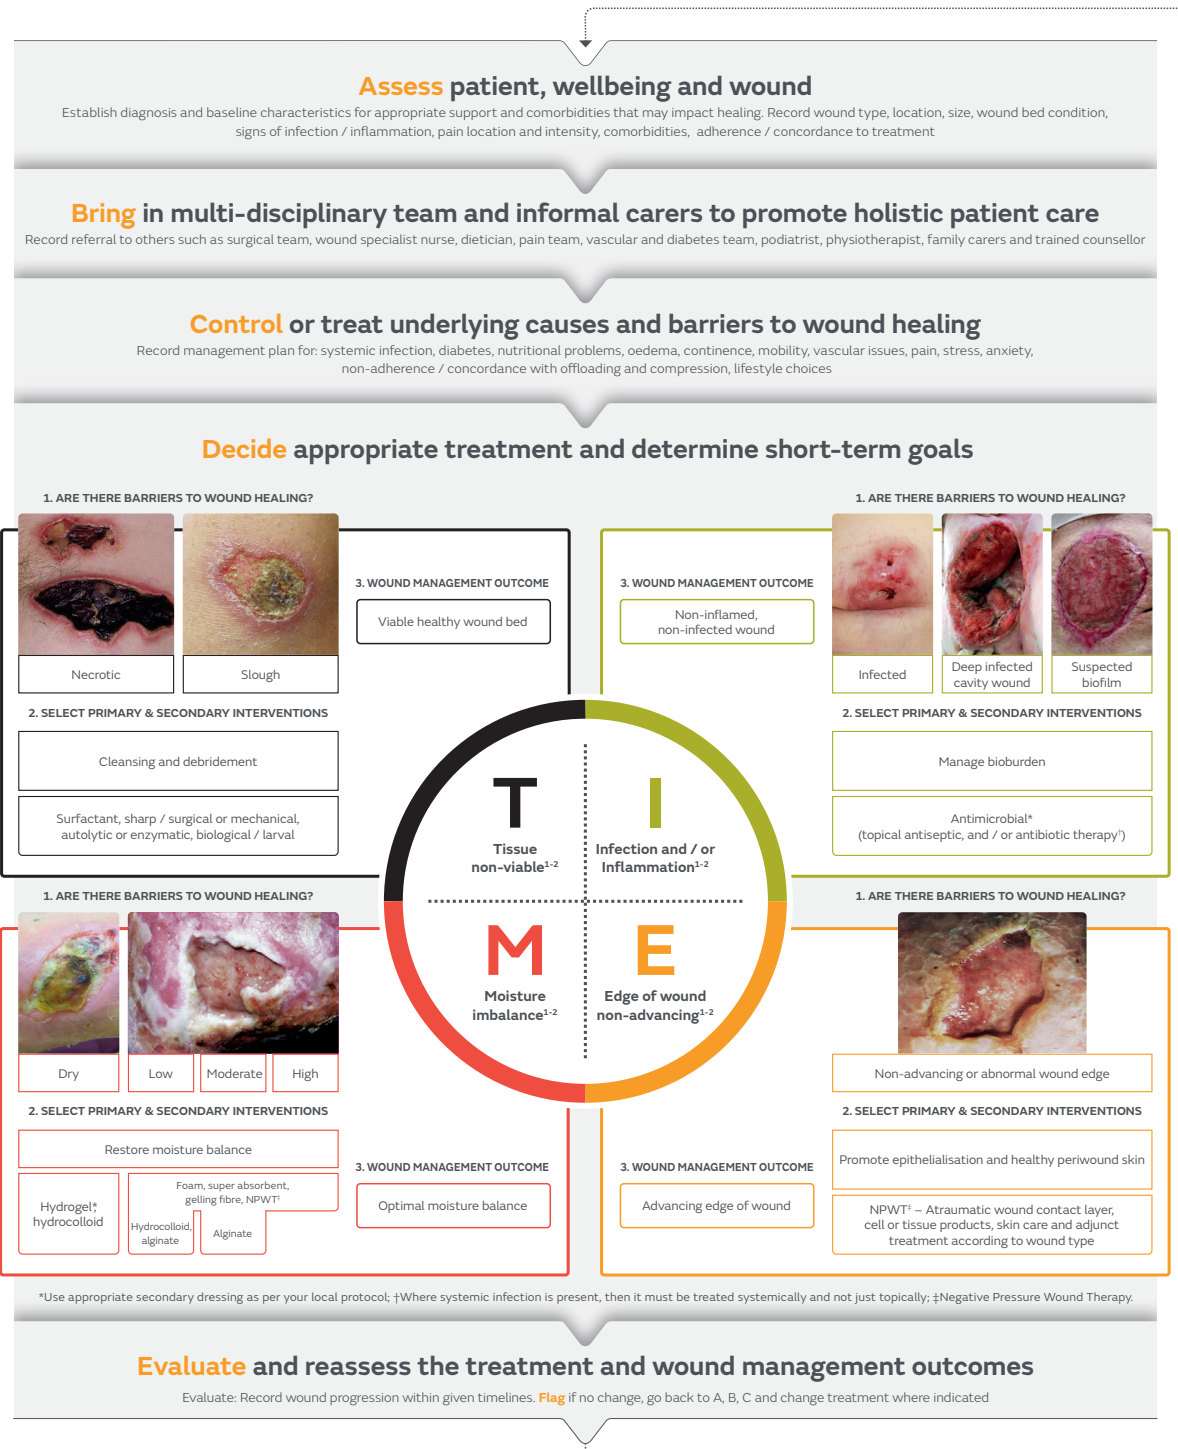 Assess patient, wellbeing and wound
Establish diagnosis and baseline characteristics for appropriate support and comorbidities that may impact healing. Record wound type, location, size, wound bed condition,
signs of infection / inflammation, pain location and intensity, comorbidities, adherence / concordance to treatment
Bring in multi-disciplinary team and informal carers to promote holistic patient care
Record referral to others such as surgical team, wound specialist nurse, dietician, pain team, vascular and diabetes team, podiatrist, physiotherapist, family carers and trained counsellor
Control or treat underlying causes and barriers to wound healing
Record management plan for: systemic infection, diabetes, nutritional problems, oedema, continence, mobility, vascular issues, pain, stress, anxiety,
non-adherence / concordance with offloading and compression, lifestyle choices
Decide appropriate treatment and determine short-term goals
1. ARE THERE BARRIERS TO WOUND HEALING?
Necrotic
Slough
2. SELECT PRIMARY & SECONDARY INTERVENTIONS
Cleansing and debridement
Surfactant, sharp / surgical or mechanical,
autolytic or enzymatic, biological / larval
3. WOUND MANAGEMENT OUTCOME
Viable healthy wound bed
T
Tissue
non-viable1-2
1. ARE THERE BARRIERS TO WOUND HEALING?
Infected
Deep infected
cavity wound
Suspected
biofilm
2. SELECT PRIMARY & SECONDARY INTERVENTIONS
Manage bioburden
Antimicrobial*
(topical antiseptic, and / or antibiotic therapy†)
3. WOUND MANAGEMENT OUTCOME
Non-inflamed,
non-infected wound
I
Infection and / or
Inflammation1-2
1. ARE THERE BARRIERS TO WOUND HEALING?
Dry
Low
Moderate
High
2. SELECT PRIMARY & SECONDARY INTERVENTIONS
Restore moisture balance
Hydrogel*,
hydrocolloid
Foam, super absorbent,
gelling fibre, NPWT‡
Hydrocolloid,
alginate
Alginate
3. WOUND MANAGEMENT OUTCOME
Optimal moisture balance
M
Moisture
imbalance1-2
1. ARE THERE BARRIERS TO WOUND HEALING?
Non-advancing or abnormal wound edge
2. SELECT PRIMARY & SECONDARY INTERVENTIONS
Promote epithelialisation and healthy periwound skin
NPWT‡ – Atraumatic wound contact layer,
cell or tissue products, skin care and adjunct
treatment according to wound type
3. WOUND MANAGEMENT OUTCOME
Advancing edge of wound
E
Edge of wound
non-advancing1-2
*Use appropriate secondary dressing as per your local protocol; †Where systemic infection is present, then it must be treated systemically and not just topically; ‡Negative Pressure Wound Therapy.
Evaluate and reassess the treatment and wound management outcomes
Evaluate: Record wound progression within given timelines. Flag if no change, go back to A, B, C and change treatment where indicated